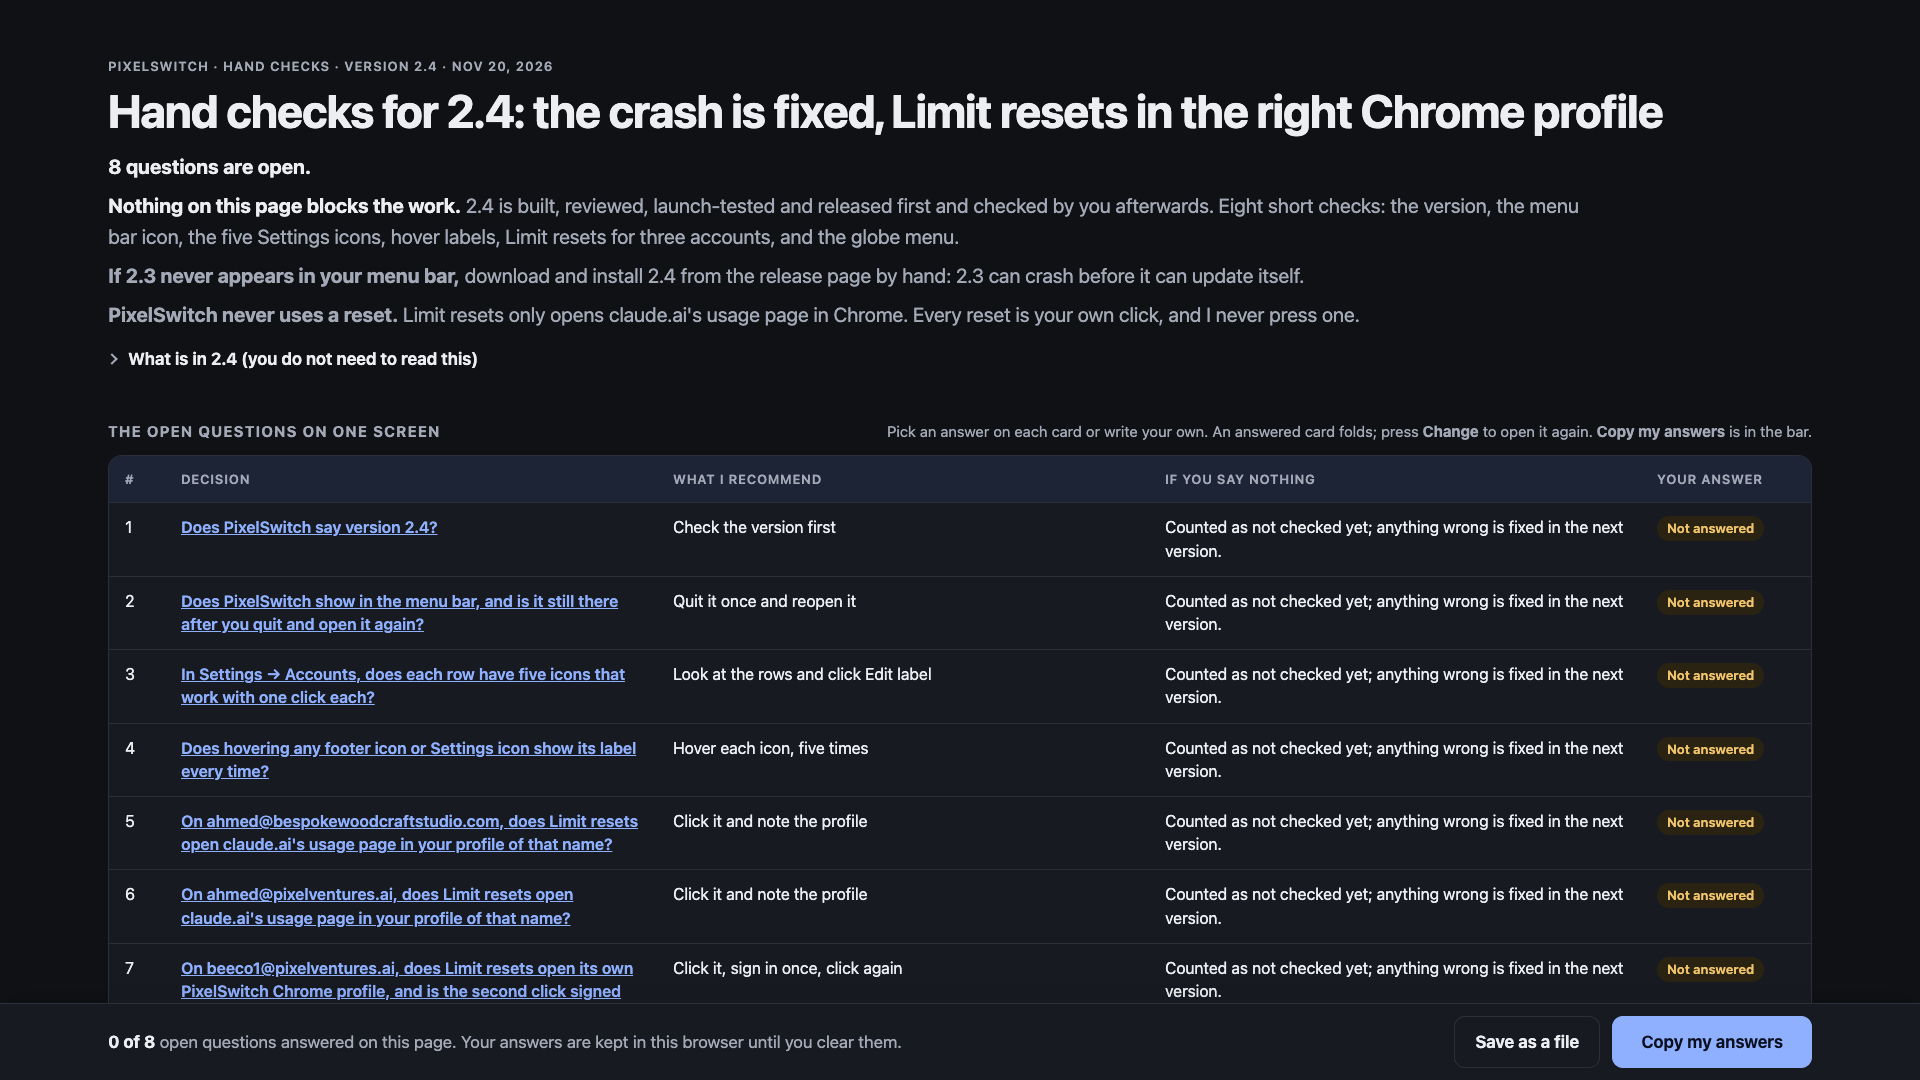 PIXELSWITCH · HAND CHECKS · VERSION 2.4 · NOV 20, 2026
Hand checks for 2.4: the crash is fixed, Limit resets in the right Chrome profile
8 questions are open.
Nothing on this page blocks the work. 2.4 is built, reviewed, launch-tested and released first and checked by you afterwards. Eight short checks: the version, the menu
bar icon, the five Settings icons, hover labels, Limit resets for three accounts, and the globe menu.
If 2.3 never appears in your menu bar, download and install 2.4 from the release page by hand: 2.3 can crash before it can update itself.
PixelSwitch never uses a reset. Limit resets only opens claude.ai's usage page in Chrome. Every reset is your own click, and I never press one.
What is in 2.4 (you do not need to read this)
THE OPEN QUESTIONS ON ONE SCREEN
Pick an answer on each card or write your own. An answered card folds; press Change to open it again. Copy my answers is in the bar.
# DECISION WHAT I RECOMMEND IF YOU SAY NOTHING YOUR ANSWER
1 Does PixelSwitch say version 2.4? Check the version first Counted as not checked yet; anything wrong is fixed in the next Not answered
version.
2 Does PixelSwitch show in the menu bar, and is it still there Quit it once and reopen it Counted as not checked yet; anything wrong is fixed in the next Not answered
after you quit and open it again? version.
3 In Settings → Accounts, does each row have five icons that Look at the rows and click Edit label Counted as not checked yet; anything wrong is fixed in the next Not answered
work with one click each? version.
4 Does hovering any footer icon or Settings icon show its label Hover each icon, five times Counted as not checked yet; anything wrong is fixed in the next Not answered
every time? version.
5 On ahmed@bespokewoodcraftstudio.com, does Limit resets Click it and note the profile Counted as not checked yet; anything wrong is fixed in the next Not answered
open claude.ai's usage page in your profile of that name? version.
6 On ahmed@pixelventures.ai, does Limit resets open Click it and note the profile Counted as not checked yet; anything wrong is fixed in the next Not answered
claude.ai's usage page in your profile of that name? version.
7 On beeco1@pixelventures.ai, does Limit resets open its own Click it, sign in once, click again Counted as not checked yet; anything wrong is fixed in the next Not answered
PixelSwitch Chrome profile, and is the second click signed version.
0 of 8 open questions answered on this page. Your answers are kept in this browser until you clear them.
Save as a file
Copy my answers